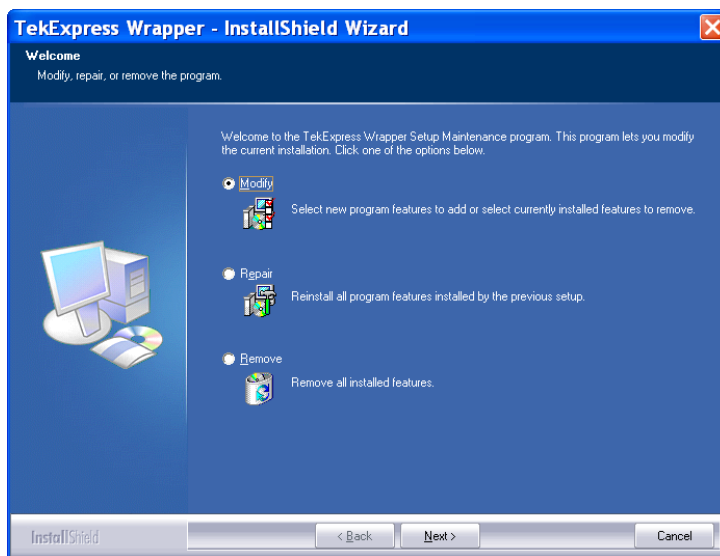 TekExpress Wrapper - InstallShield Wizard
Welcome
Modify, repair, or remove the program.
Welcome to the TekExpress Wrapper Setup Maintenance program. This program lets you modify
the current installation. Click one of the options below.
Modify
Select new program features to add or select currently installed features to remove.
Repair
Reinstall all program features installed by the previous setup.
Remove
Remove all installed features.
InstallShield
< Back
Next >
Cancel